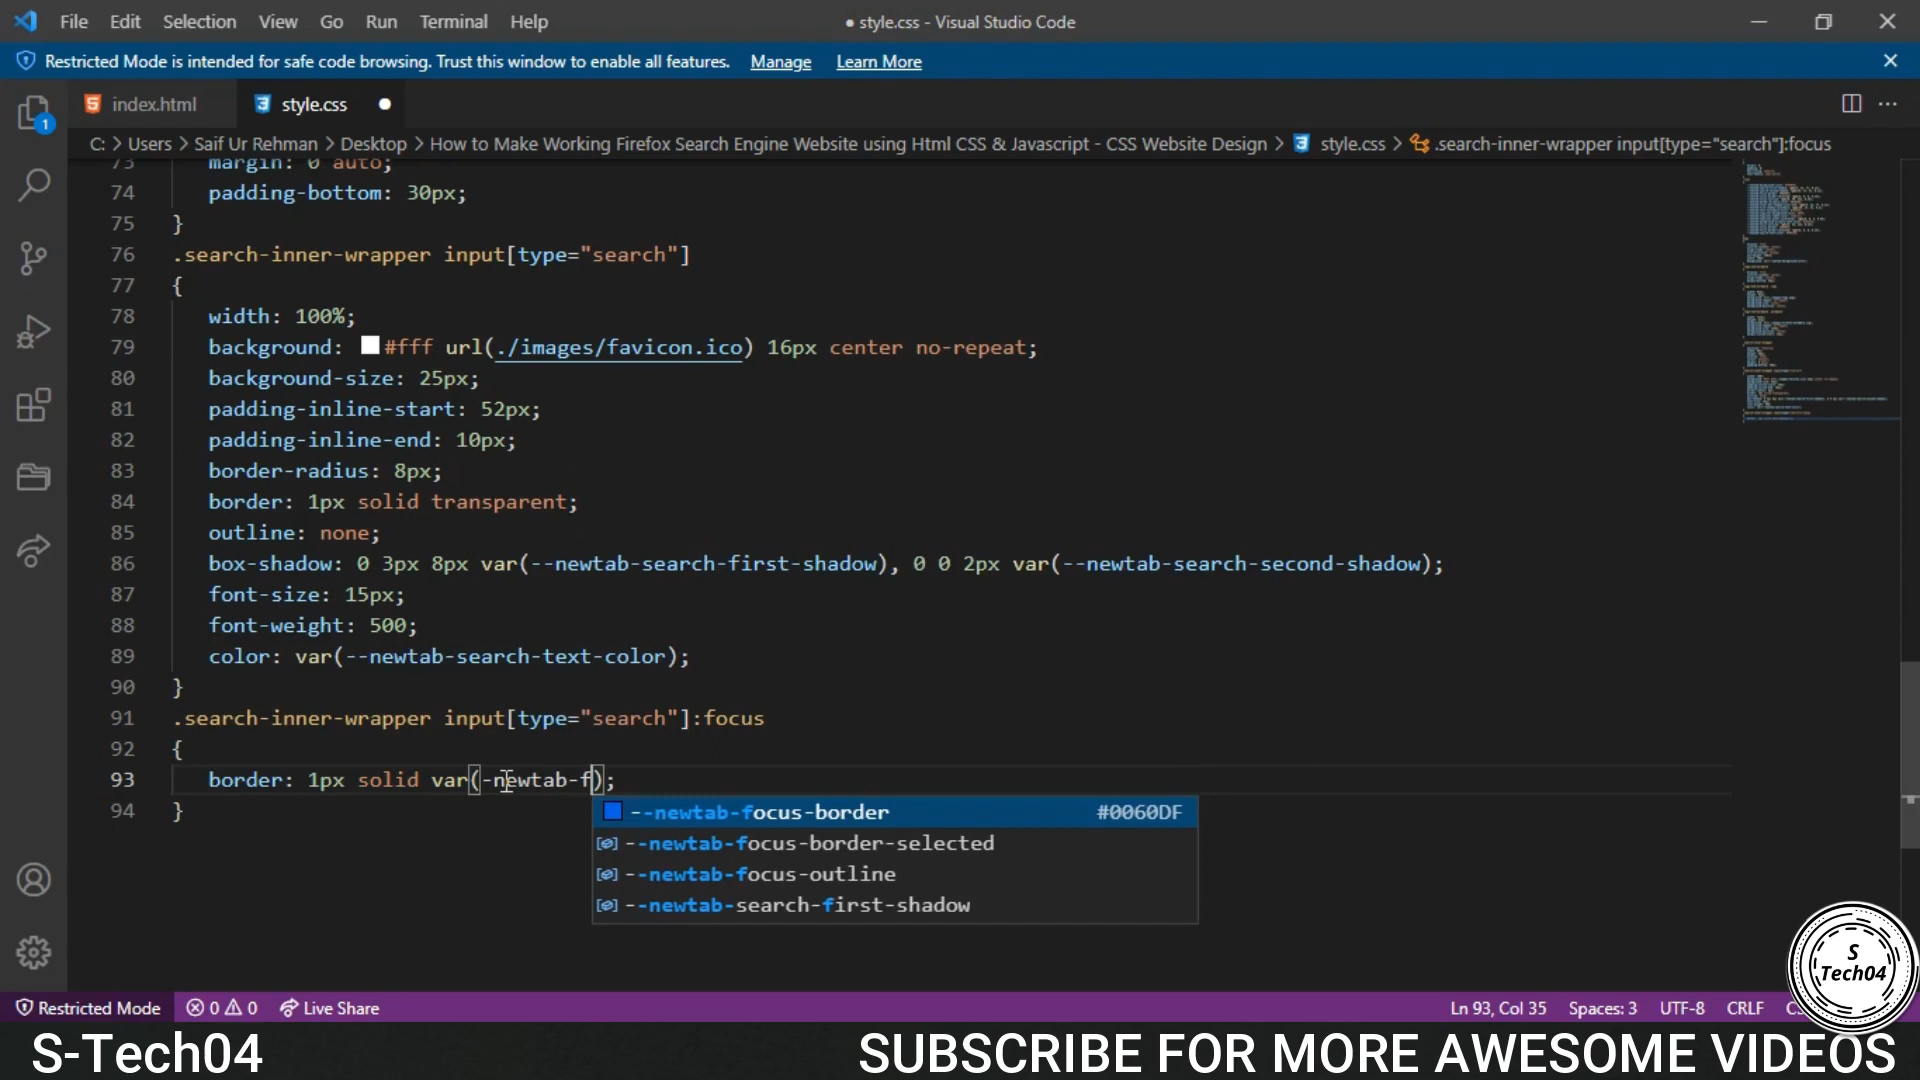 File Edit Selection View Go Run Terminal Help
● style.css - Visual Studio Code
Restricted Mode is intended for safe code browsing. Trust this window to enable all features. Manage Learn More
index.html style.css
C: > Users > Saif Ur Rehman > Desktop > How to Make Working Firefox Search Engine Website using Html CSS & Javascript - CSS Website Design > style.css > .search-inner-wrapper input[type="search"]:focus
73 margin: 0 auto;
74 padding-bottom: 30px;
75 }
76 .search-inner-wrapper input[type="search"]
77 {
78 width: 100%;
79 background: #fff url(./images/favicon.ico) 16px center no-repeat;
80 background-size: 25px;
81 padding-inline-start: 52px;
82 padding-inline-end: 10px;
83 border-radius: 8px;
84 border: 1px solid transparent;
85 outline: none;
86 box-shadow: 0 3px 8px var(--newtab-search-first-shadow), 0 0 2px var(--newtab-search-second-shadow);
87 font-size: 15px;
88 font-weight: 500;
89 color: var(--newtab-search-text-color);
90 }
91 .search-inner-wrapper input[type="search"]:focus
92 {
93 border: 1px solid var(-newtab-f);
--newtab-focus-border #0060DF
94 }
--newtab-focus-border-selected
--newtab-focus-outline
--newtab-search-first-shadow
1
S
Tech04
Restricted Mode 0 0 Live Share
Ln 93, Col 35 Spaces: 3 UTF-8 CRLF
S-Tech04
SUBSCRIBE FOR MORE AWESOME VIDEOS